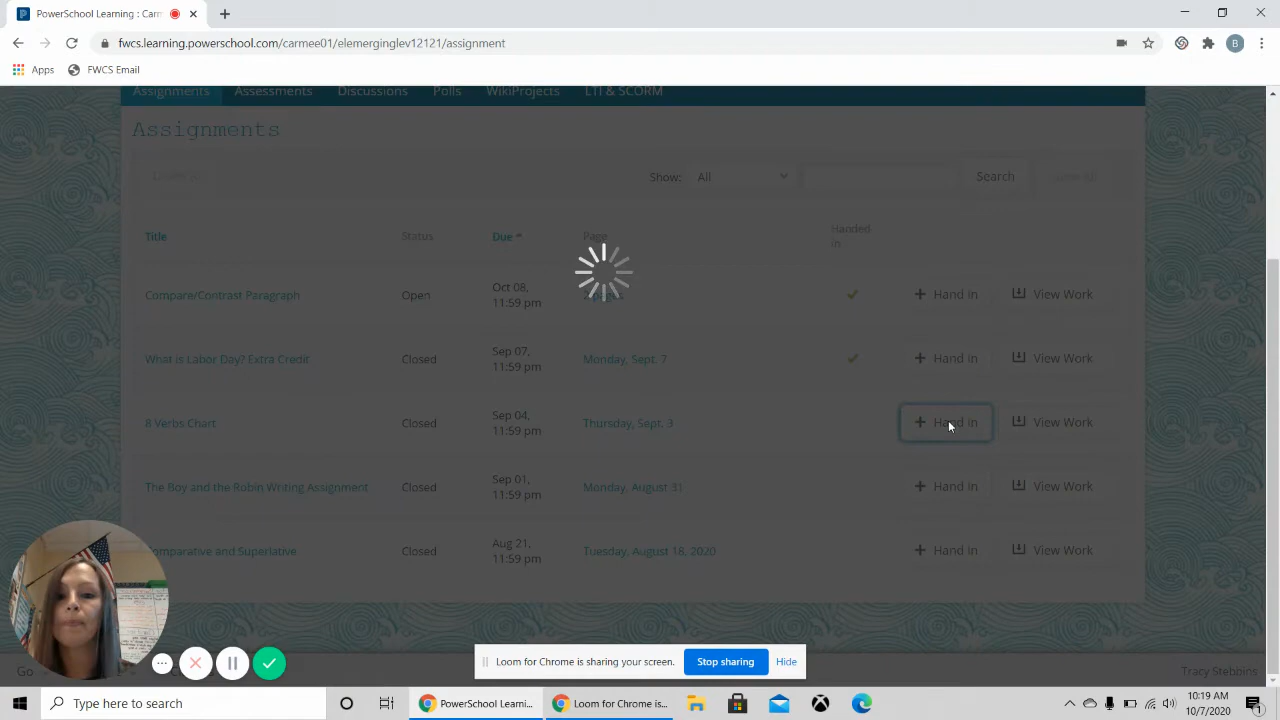 PowerSchool Learning : Carm
fwcs.learning.powerschool.com/carmee01/elemerginglev12121/assignment
B
Apps FWCS Email
Assignments Assessments Discussions Polls WikiProjects LTI & SCORM
Assignments
Show: All Search
Title Status Due Page Handed
in
Compare/Contrast Paragraph Open Oct 08,
11:59 pm 2 pages + Hand in View Work
What is Labor Day? Extra Credit Closed Sep 07,
11:59 pm Monday, Sept. 7 + Hand in View Work
8 Verbs Chart Closed Sep 04,
11:59 pm Thursday, Sept. 3 + Hand in View Work
The Boy and the Robin Writing Assignment Closed Sep 01,
11:59 pm Monday, August 31 + Hand in View Work
Comparative and Superlative Closed Aug 21,
11:59 pm Tuesday, August 18, 2020 + Hand in View Work
Loom for Chrome is sharing your screen. Stop sharing Hide
Go Tracy Stebbins
Type here to search PowerSchool Learni... Loom for Chrome is... 10:19 AM
10/7/2020 1